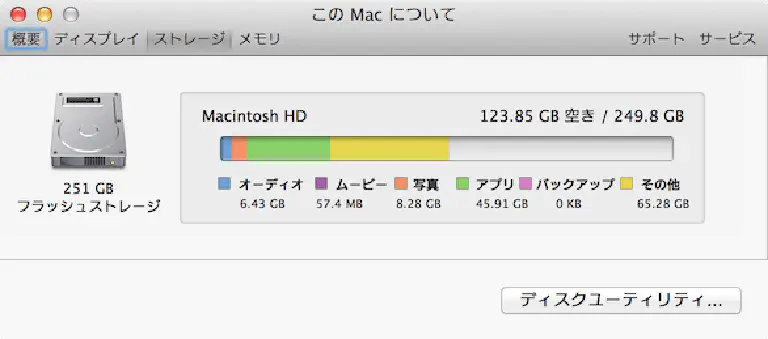 この Mac について
概要 ディスプレイ ストレージ メモリ サポート サービス
Macintosh HD 123.85 GB 空き / 249.8 GB
251 GB
フラッシュストレージ
オーディオ ムービー 写真 アプリ バックアップ その他
6.43 GB 57.4 MB 8.28 GB 45.91 GB 0 KB 65.28 GB
ディスクユーティリティ...